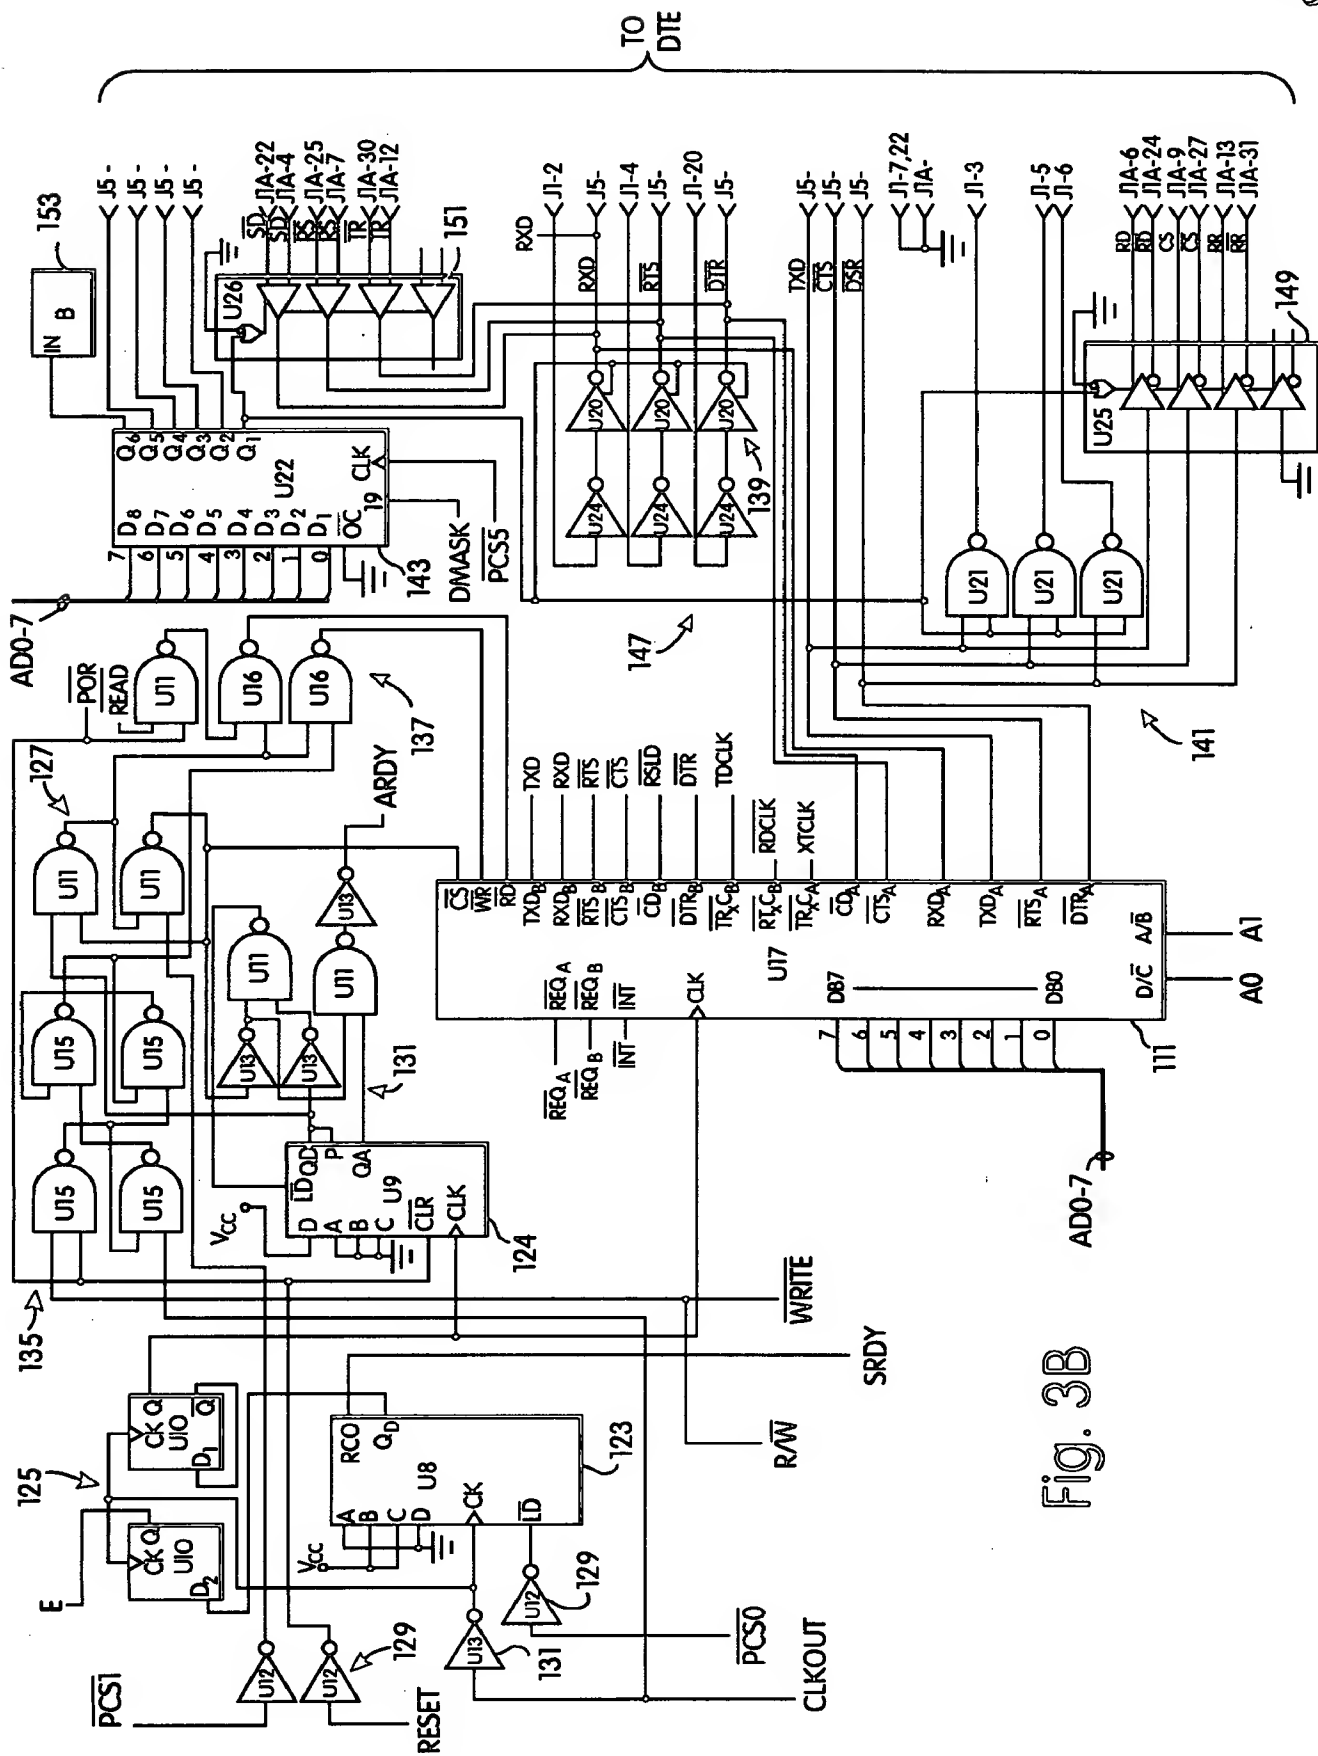 TO
DTE
J5-
J5-
J5-
J5-
153
IN B
SD J1A-22
SD J1A-4
RS J1A-25
RS J1A-7
TR J1A-30
TR J1A-12
U26
151
J1-2
RXD
RXD J5-
J1-4
RTS J5-
J1-20
DTR J5-
TXD J5-
CTS J5-
DSR J5-
J1-7,22
J1A-
J1-3
J1-5
J1-6
RD J1A-6
RD J1A-24
CS J1A-9
CS J1A-27
RR J1A-13
RR J1A-31
U25
149
Q6
Q5
Q4
Q3
Q2
Q1
U22
CLK
19
D8
D7
D6
D5
D4
D3
D2
D1
OC
7
6
5
4
3
2
1
0
143
DMASK
PCS5
AD0-7
U20
U20
U20
U24
U24
U24
139
147
U21
U21
U21
141
POR
READ
U11
U16
U16
137
127
U11
U11
U15
U15
U15
U15
135
U11
U13
U13
U11
U13
ARDY
131
VCC
LD
QD
P
QA
D
A
B
C
U9
CLR
CLK
124
CS
WR
RD
TXDB TXD
RXDB RXD
RTSB RTS
CTSB CTS
CDB RSLD
DTRB DTR
TRXCB TDCLK
RTXCB RDCLK
TRXCA XTCLK
CDA
CTSA
RXDA
TXDA
RTSA
DTRA
REQA REQA
REQB REQB
INT INT
CLK
U17
DB7
DB0
D/C
A/B
7
6
5
4
3
2
1
0
111
A0
A1
AD0-7
125
CK Q
U10
D1 Q
E
CK Q
U10
D2
RCO
QD
U8
A
B
C
D
CK
LD
VCC
123
SRDY
R/W
WRITE
PCS1
U12
U12
129
RESET
U13
131
U12
129
PCS0
CLKOUT
Fig. 3B